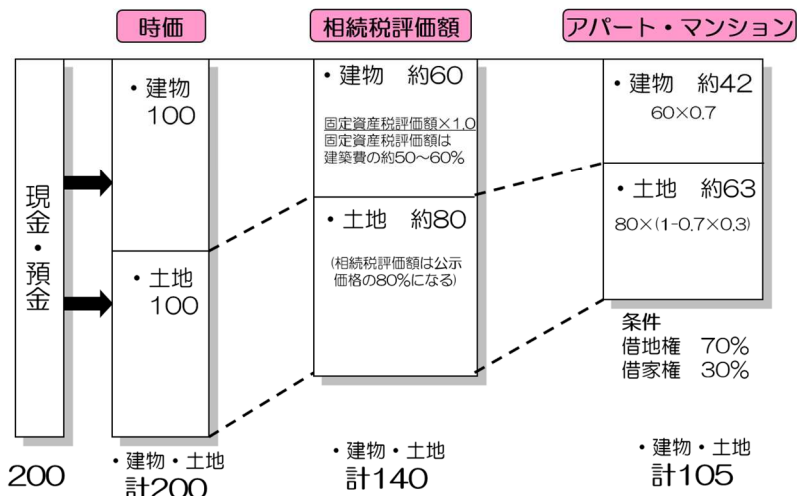 時価
相続税評価額
アパート・マンション
現金・預金
200
・建物
100
・土地
100
・建物・土地
計200
・建物 約60
固定資産税評価額×1.0
固定資産税評価額は
建築費の約50〜60%
・土地 約80
(相続税評価額は公示
価格の80%になる)
・建物・土地
計140
・建物 約42
60×0.7
・土地 約63
80×(1-0.7×0.3)
条件
借地権 70%
借家権 30%
・建物・土地
計105